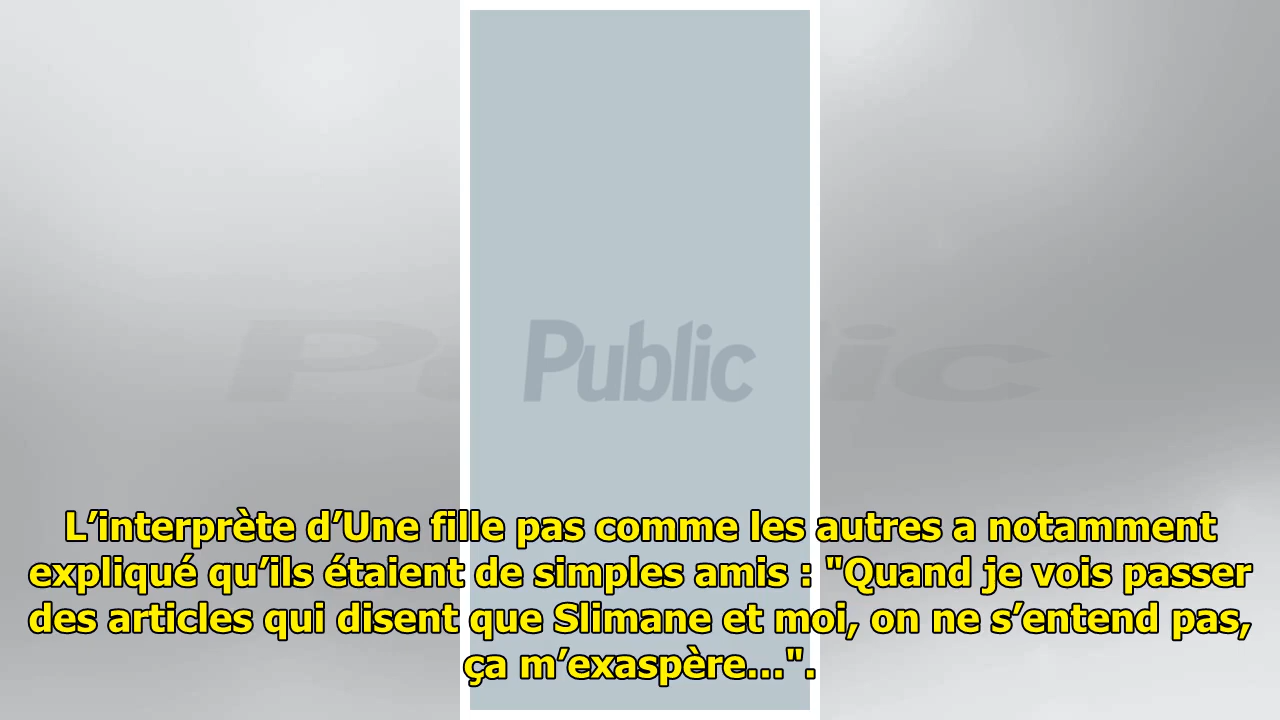 Public
L’interprète d’Une fille pas comme les autres a notamment
expliqué qu’ils étaient de simples amis : "Quand je vois passer
des articles qui disent que Slimane et moi, on ne s’entend pas,
ça m’exaspère...".